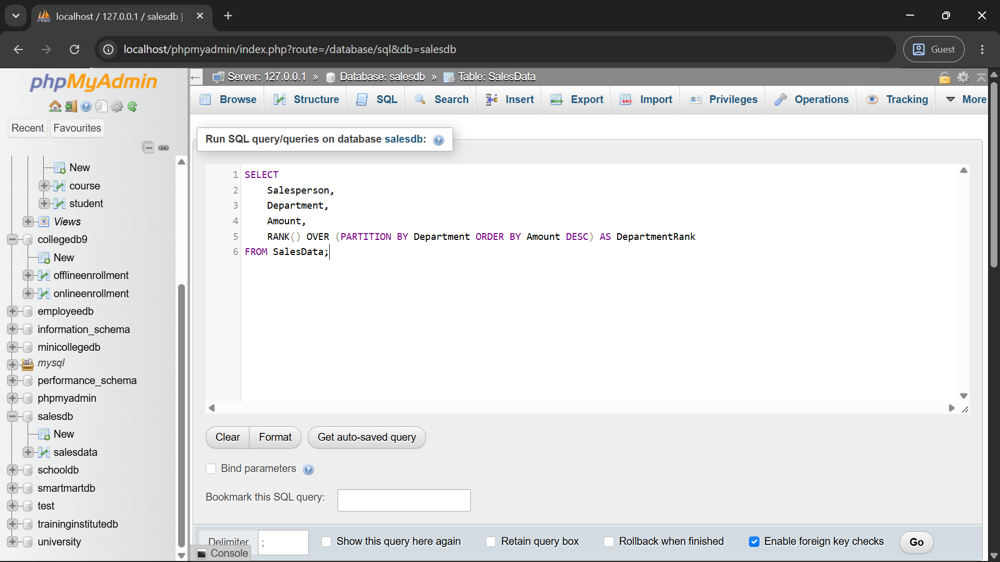 localhost / 127.0.0.1 / salesdb |
localhost/phpmyadmin/index.php?route=/database/sql&db=salesdb
Guest
phpMyAdmin
Recent
Favourites
New
course
student
Views
collegedb9
New
offlineenrollment
onlineenrollment
employeedb
information_schema
minicollegedb
mysql
performance_schema
phpmyadmin
salesdb
New
salesdata
schooldb
smartmartdb
test
traininginstitutedb
university
Server: 127.0.0.1 » Database: salesdb » Table: SalesData
Browse Structure SQL Search Insert Export Import Privileges Operations Tracking More
Run SQL query/queries on database salesdb:
1 SELECT
2 Salesperson,
3 Department,
4 Amount,
5 RANK() OVER (PARTITION BY Department ORDER BY Amount DESC) AS DepartmentRank
6 FROM SalesData;
Clear Format Get auto-saved query
Bind parameters
Bookmark this SQL query:
Delimiter ; Show this query here again Retain query box Rollback when finished Enable foreign key checks Go
Console